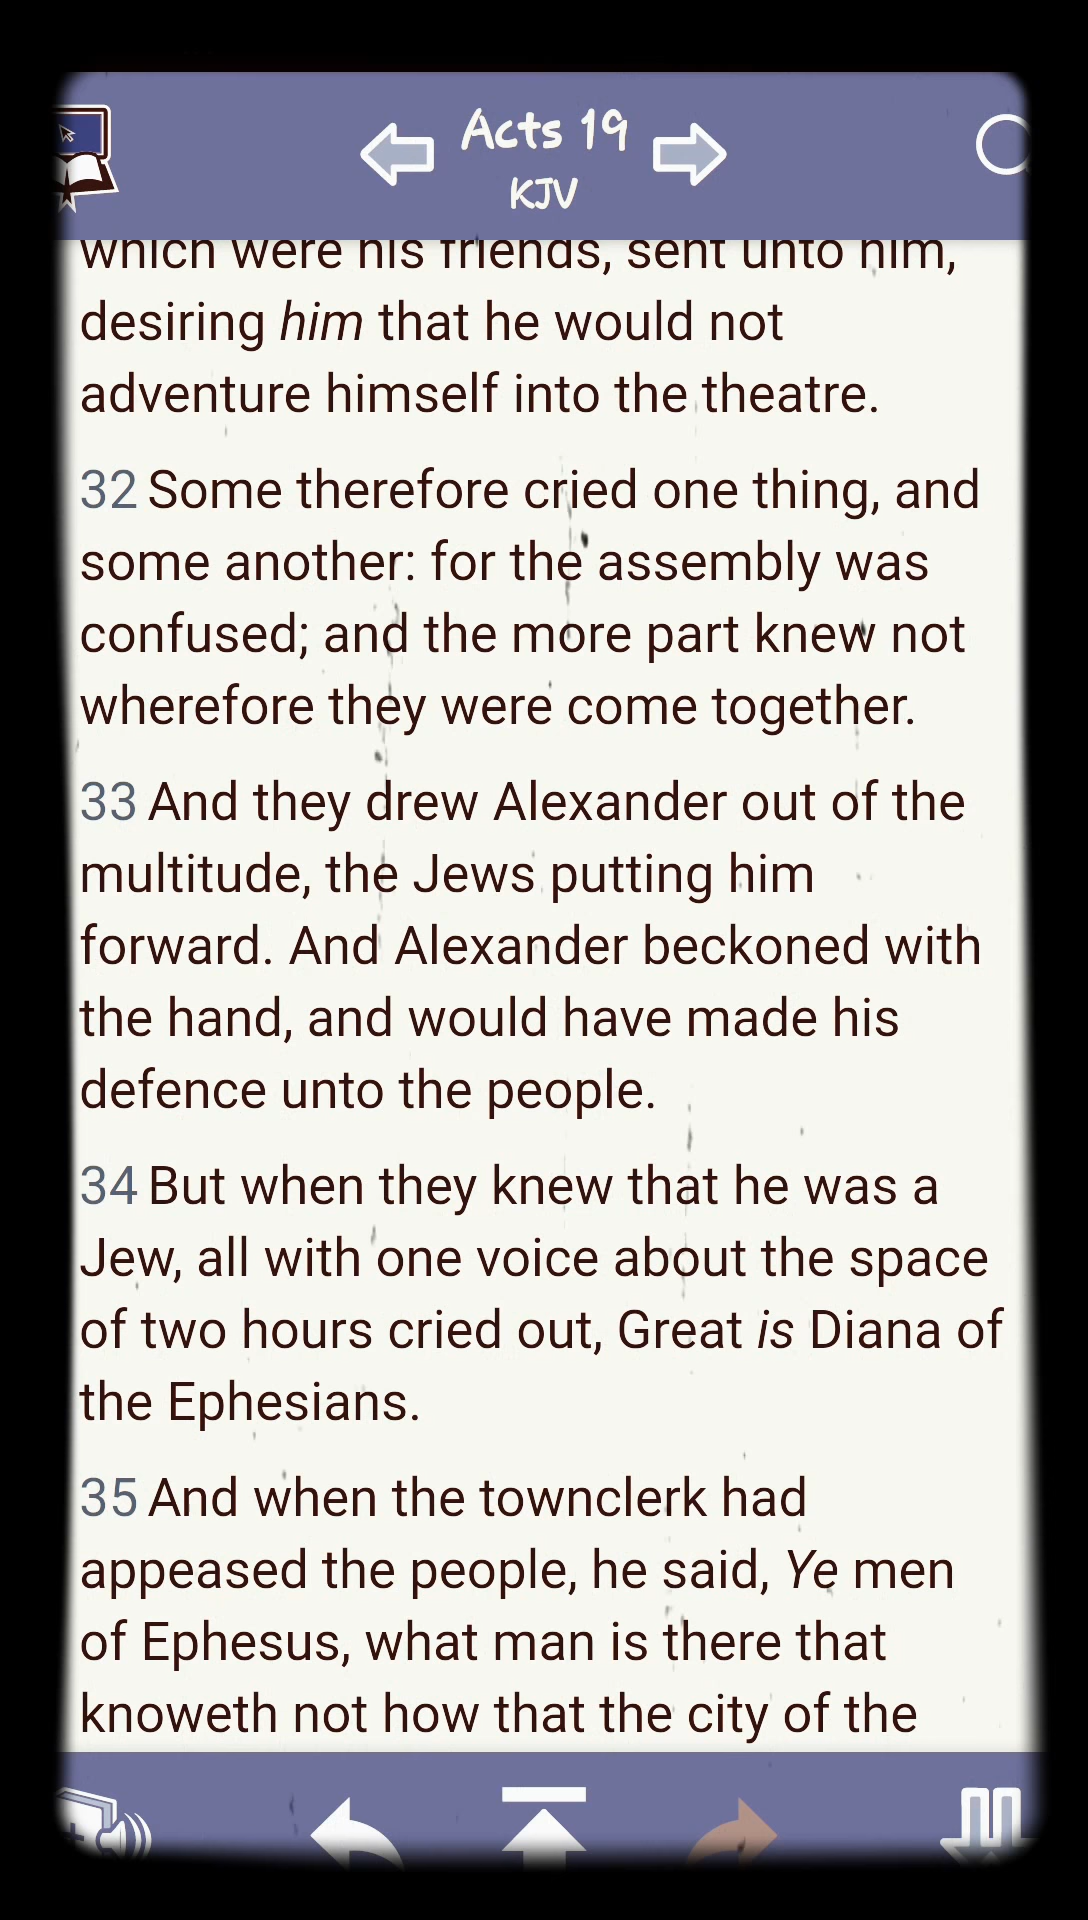 Acts 19
KJV
which were his friends, sent unto him,
desiring him that he would not
adventure himself into the theatre.
32 Some therefore cried one thing, and
some another: for the assembly was
confused; and the more part knew not
wherefore they were come together.
33 And they drew Alexander out of the
multitude, the Jews putting him
forward. And Alexander beckoned with
the hand, and would have made his
defence unto the people.
34 But when they knew that he was a
Jew, all with one voice about the space
of two hours cried out, Great is Diana of
the Ephesians.
35 And when the townclerk had
appeased the people, he said, Ye men
of Ephesus, what man is there that
knoweth not how that the city of the